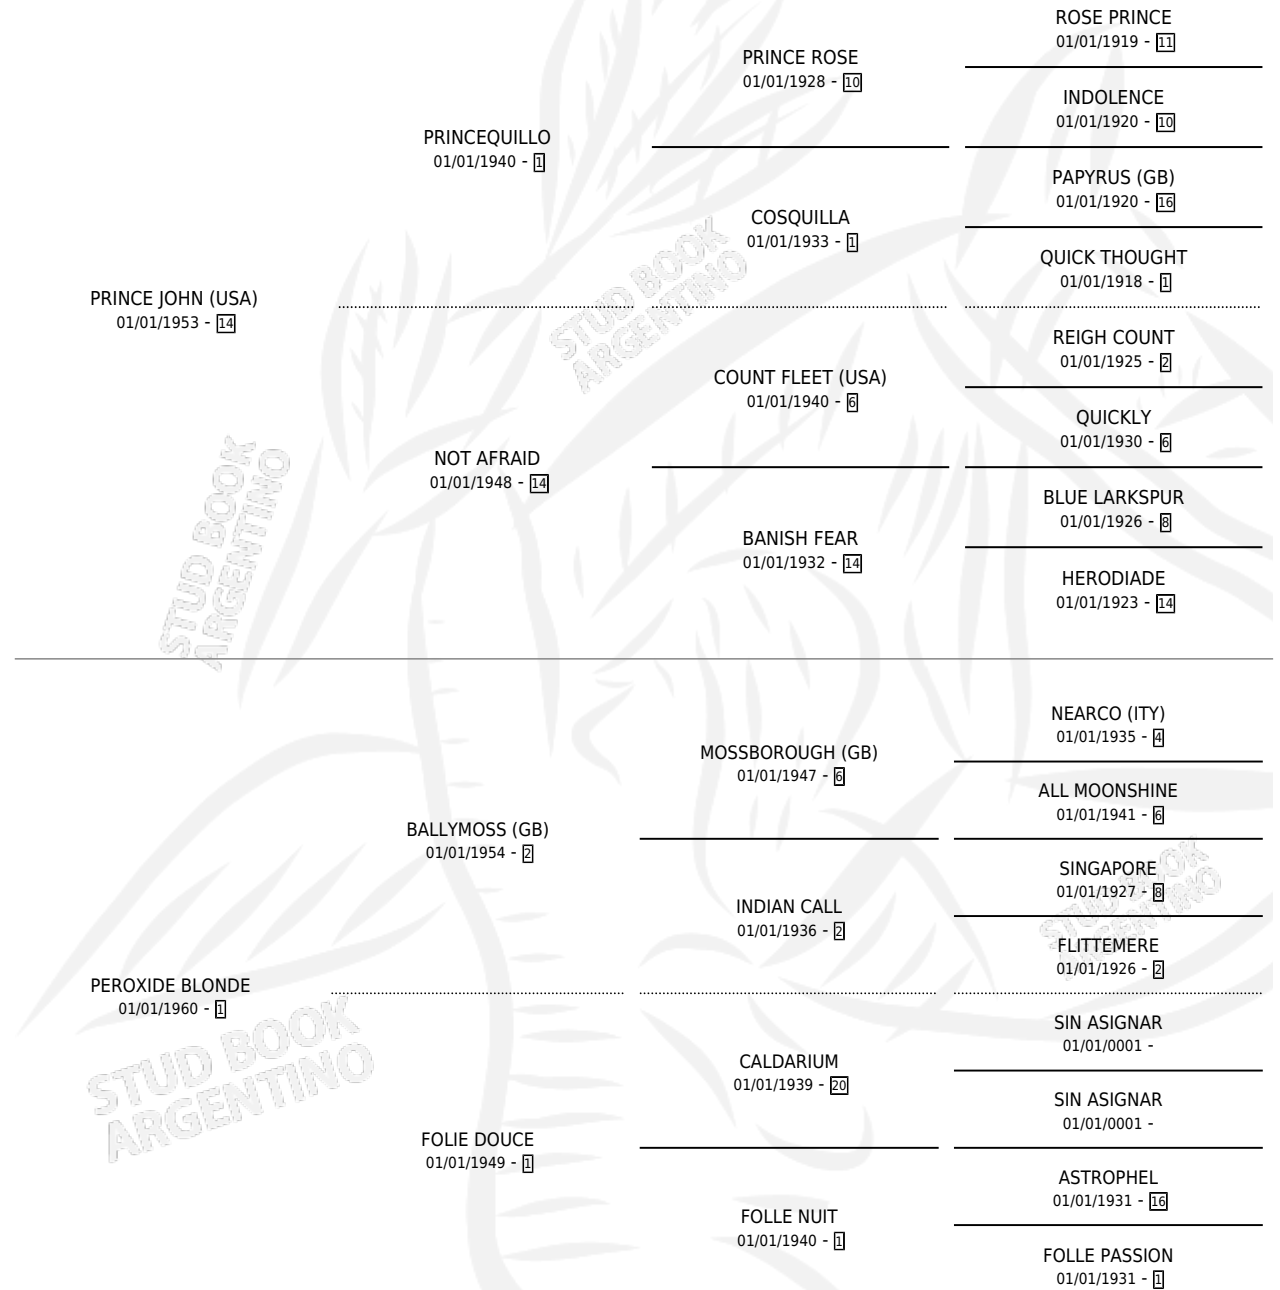 ROSE PRINCE
01/01/1919 - 11
PRINCE ROSE
01/01/1928 - 10
INDOLENCE
01/01/1920 - 10
PRINCEQUILLO
01/01/1940 - 1
PAPYRUS (GB)
01/01/1920 - 16
COSQUILLA
01/01/1933 - 1
QUICK THOUGHT
01/01/1918 - 1
PRINCE JOHN (USA)
01/01/1953 - 14
STUD BOOK
ARGENTINO
REIGH COUNT
01/01/1925 - 2
COUNT FLEET (USA)
01/01/1940 - 6
QUICKLY
01/01/1930 - 6
NOT AFRAID
01/01/1948 - 14
BLUE LARKSPUR
01/01/1926 - 8
BANISH FEAR
01/01/1932 - 14
HERODIADE
01/01/1923 - 14
STUD BOOK
ARGENTINO
NEARCO (ITY)
01/01/1935 - 4
MOSSBOROUGH (GB)
01/01/1947 - 6
ALL MOONSHINE
01/01/1941 - 6
BALLYMOSS (GB)
01/01/1954 - 2
SINGAPORE
01/01/1927 - 8
INDIAN CALL
01/01/1936 - 2
STUD BOOK
ARGENTINO
FLITTEMERE
01/01/1926 - 2
PEROXIDE BLONDE
01/01/1960 - 1
STUD BOOK
ARGENTINO
SIN ASIGNAR
01/01/0001 -
CALDARIUM
01/01/1939 - 20
SIN ASIGNAR
01/01/0001 -
FOLIE DOUCE
01/01/1949 - 1
ASTROPHEL
01/01/1931 - 16
FOLLE NUIT
01/01/1940 - 1
FOLLE PASSION
01/01/1931 - 1